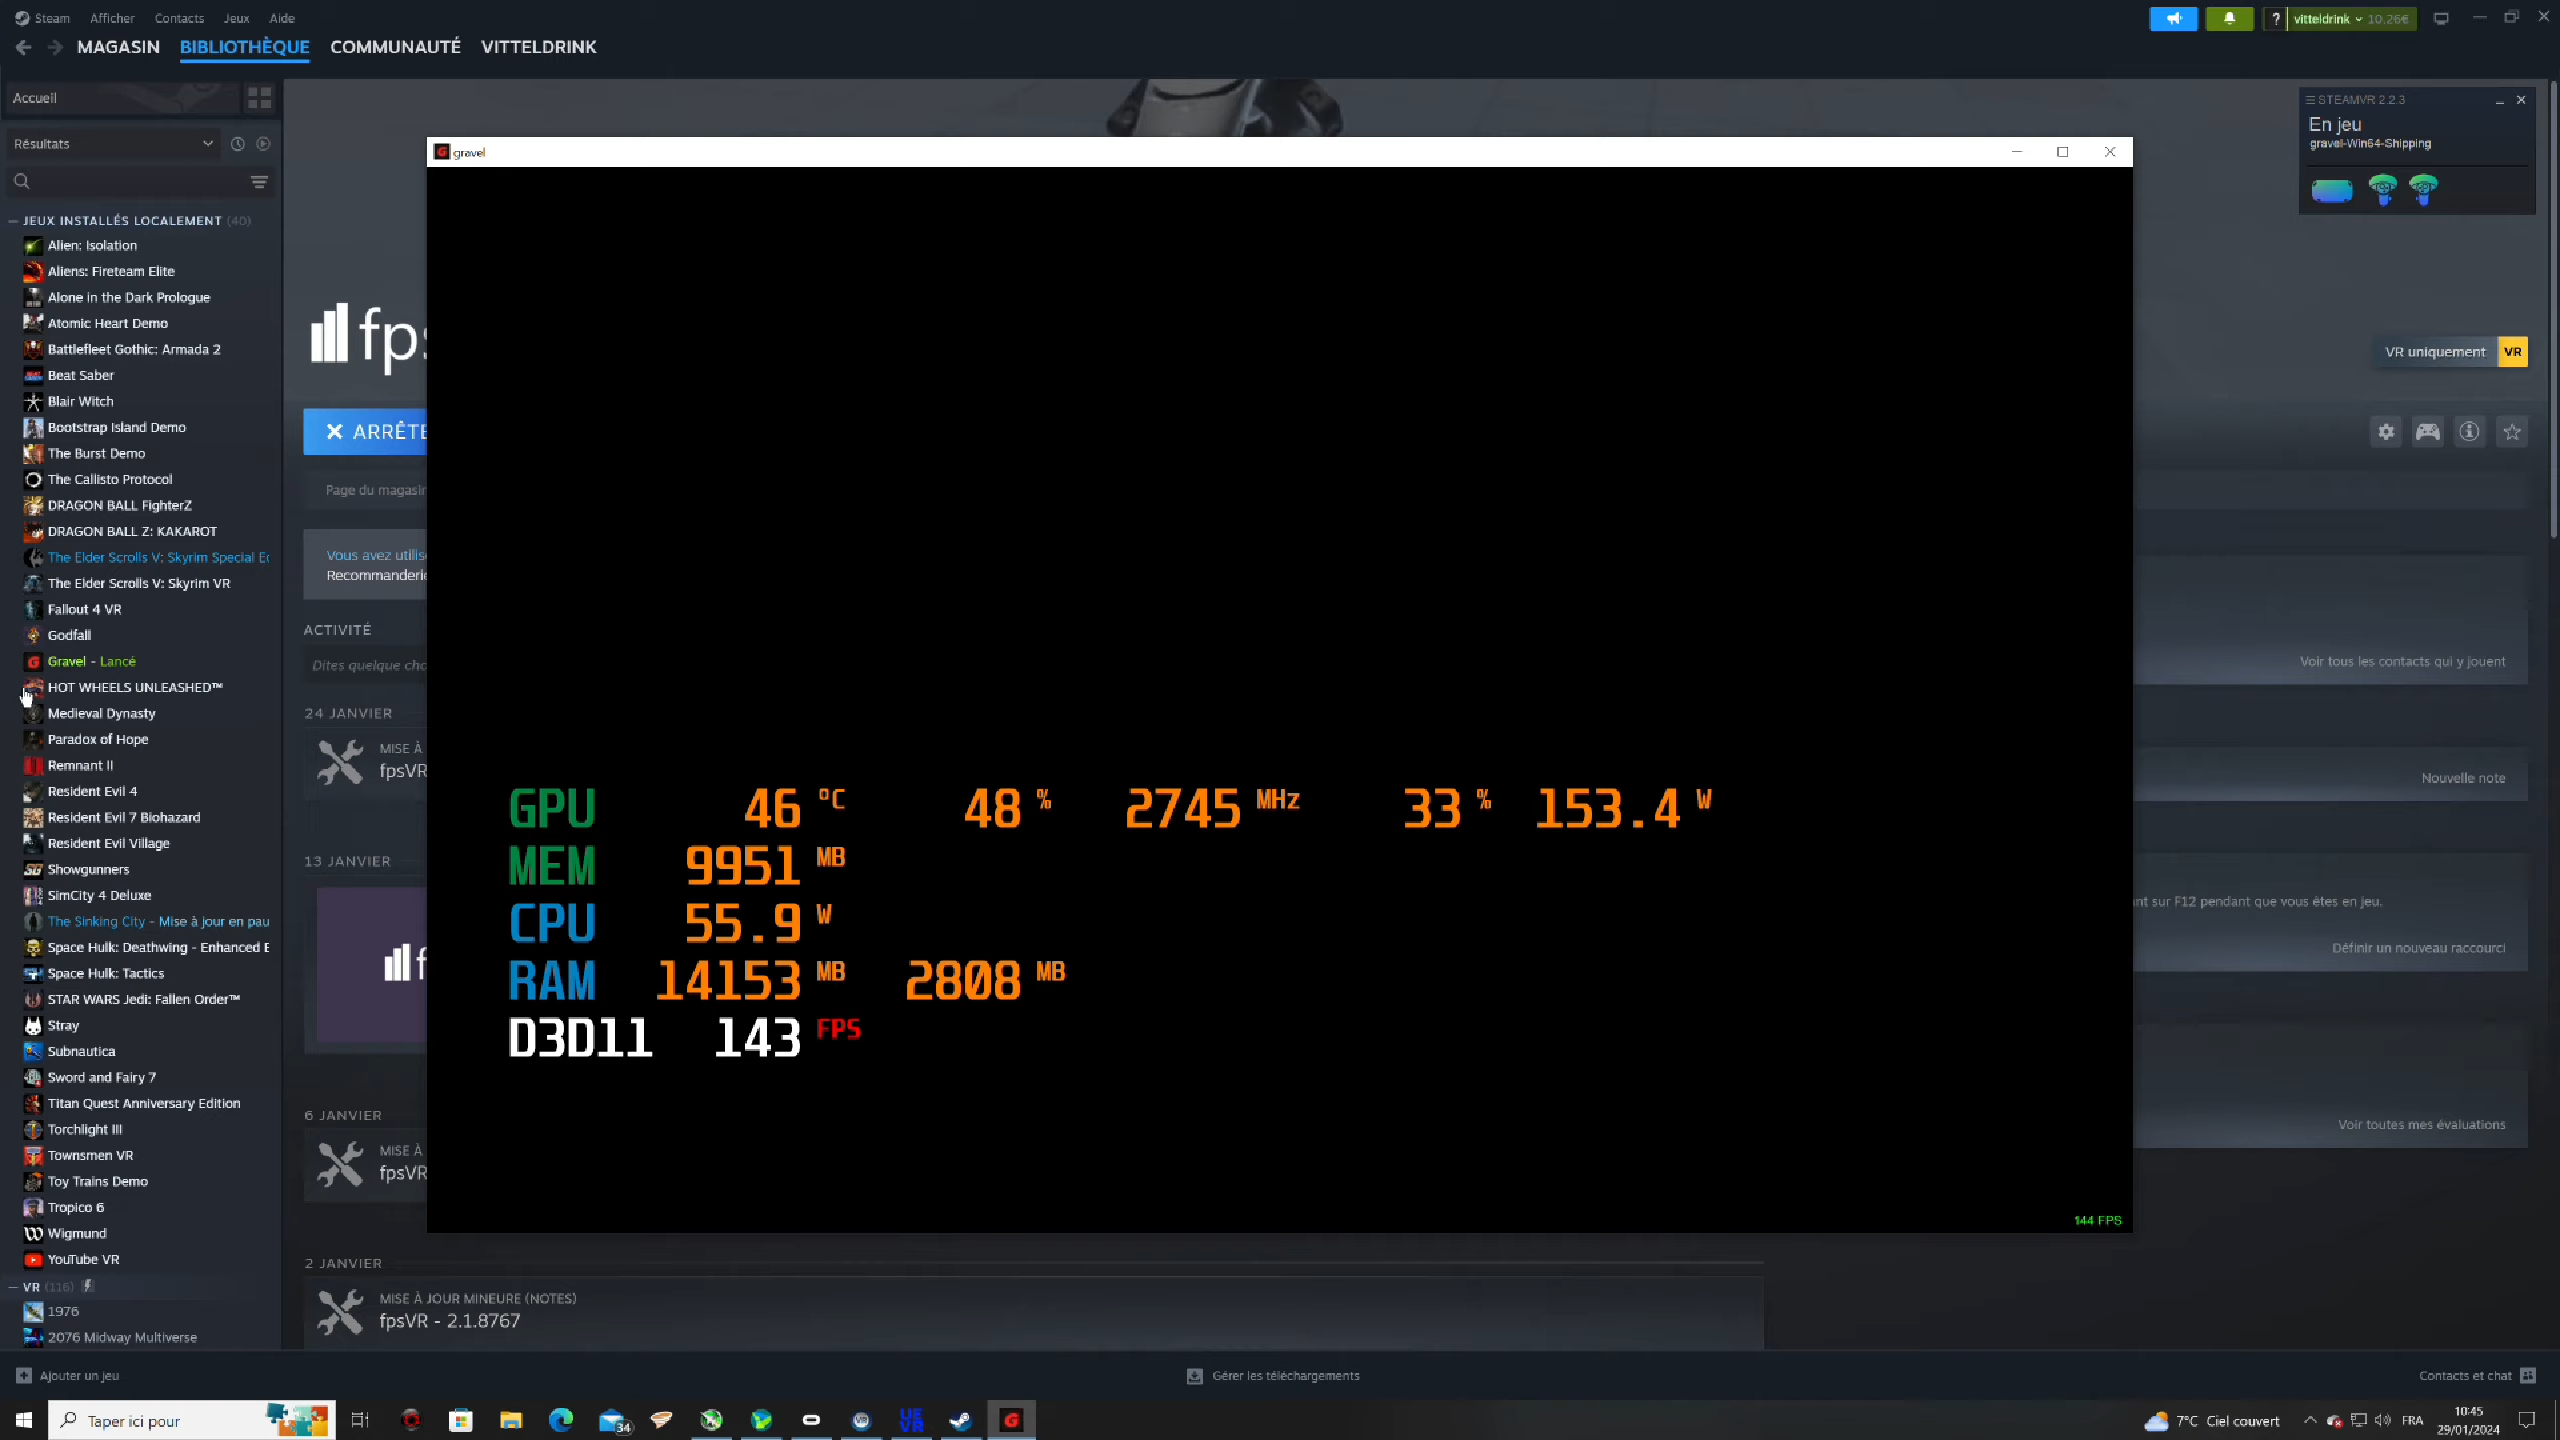 Steam Afficher Contacts Jeux Aide
? vitteldrink 10,26€
MAGASIN BIBLIOTHÈQUE COMMUNAUTÉ VITTELDRINK
Accueil
Résultats
JEUX INSTALLÉS LOCALEMENT (40)
Alien: Isolation
Aliens: Fireteam Elite
Alone in the Dark Prologue
Atomic Heart Demo
Battlefleet Gothic: Armada 2
Beat Saber
Blair Witch
Bootstrap Island Demo
The Burst Demo
The Callisto Protocol
DRAGON BALL FighterZ
DRAGON BALL Z: KAKAROT
The Elder Scrolls V: Skyrim Special Ec
The Elder Scrolls V: Skyrim VR
Fallout 4 VR
Godfall
Gravel - Lancé
HOT WHEELS UNLEASHED™
Medieval Dynasty
Paradox of Hope
Remnant II
Resident Evil 4
Resident Evil 7 Biohazard
Resident Evil Village
Showgunners
SimCity 4 Deluxe
The Sinking City - Mise à jour en pau
Space Hulk: Deathwing - Enhanced E
Space Hulk: Tactics
STAR WARS Jedi: Fallen Order™
Stray
Subnautica
Sword and Fairy 7
Titan Quest Anniversary Edition
Torchlight III
Townsmen VR
Toy Trains Demo
Tropico 6
Wigmund
YouTube VR
VR (116)
1976
2076 Midway Multiverse
fps
ARRÊTE
Page du magasin
Vous avez utilis
Recommanderie
ACTIVITÉ
Dites quelque cho
24 JANVIER
MISE À
fpsVR
13 JANVIER
f
6 JANVIER
MISE À
fpsVR
2 JANVIER
MISE À JOUR MINEURE (NOTES)
fpsVR - 2.1.8767
gravel
GPU 46 °C 48 % 2745 MHz 33 % 153.4 W
MEM 9951 MB
CPU 55.9 W
RAM 14153 MB 2808 MB
D3D11 143 FPS
144 FPS
STEAMVR 2.2.3
En jeu
gravel-Win64-Shipping
VR uniquement VR
Voir tous les contacts qui y jouent
Nouvelle note
nt sur F12 pendant que vous êtes en jeu.
Définir un nouveau raccourci
Voir toutes mes évaluations
Ajouter un jeu
Gérer les téléchargements
Contacts et chat
Taper ici pour
34
VR
UE
VR
7°C Ciel couvert
FRA
10:45
29/01/2024